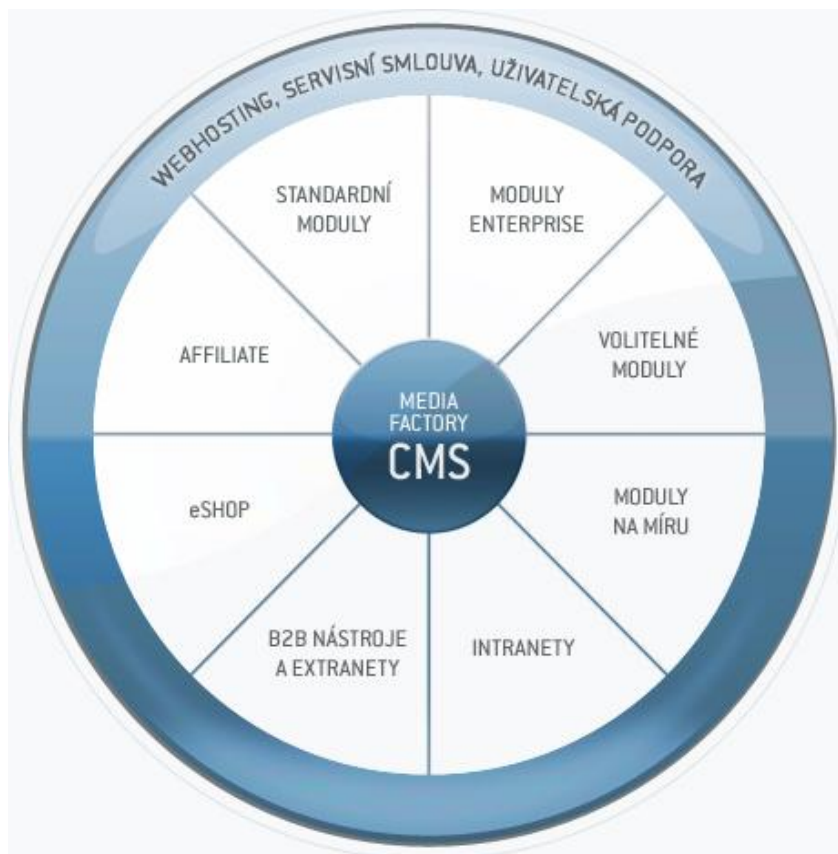 WEBHOSTING, SERVISNÍ SMLOUVA, UŽIVATELSKÁ PODPORA
STANDARDNÍ
MODULY
MODULY
ENTERPRISE
AFFILIATE
VOLITELNÉ
MODULY
MEDIA
FACTORY
CMS
eSHOP
MODULY
NA MÍRU
B2B NÁSTROJE
A EXTRANETY
INTRANETY